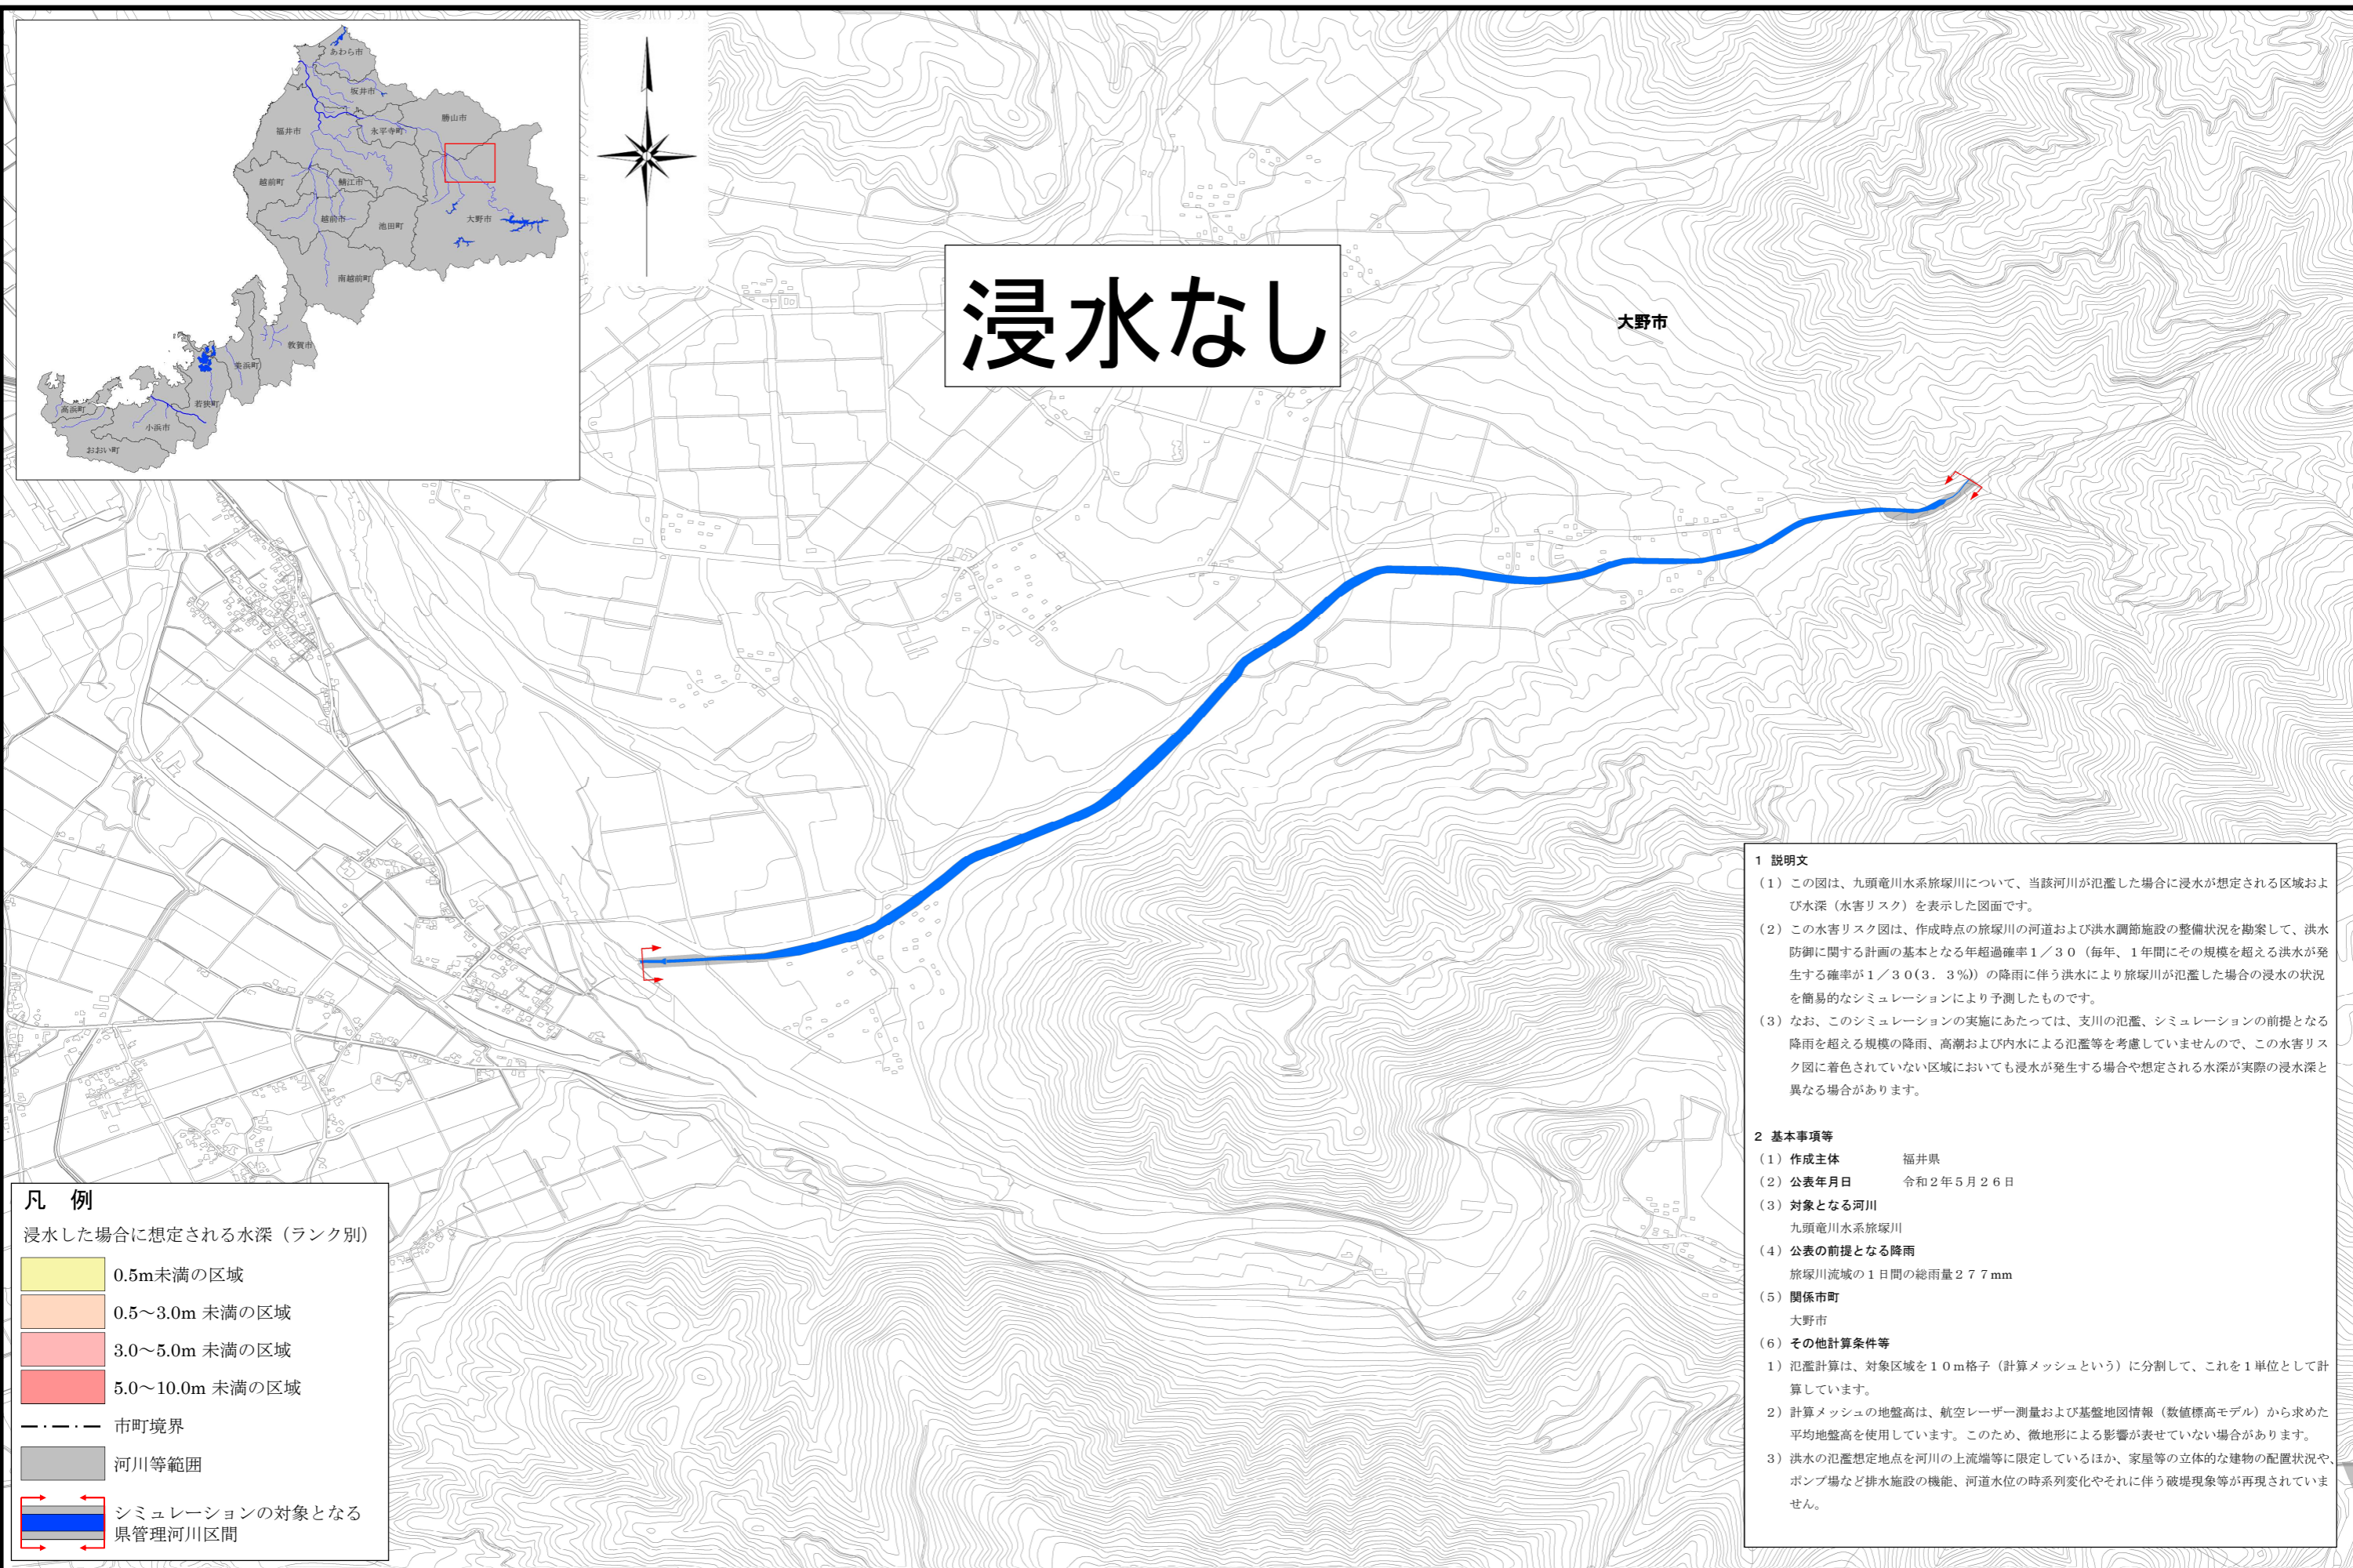 あわら市
坂井市
勝山市
福井市
永平寺町
越前町
鯖江市
越前市
池田町
大野市
南越前町
敦賀市
美浜町
若狭町
高浜町
小浜市
おおい町
浸水なし
大野市
1 説明文
(1)この図は、九頭竜川水系旅塚川について、当該河川が氾濫した場合に浸水が想定される区域およ
び水深（水害リスク）を表示した図面です。
(2)この水害リスク図は、作成時点の旅塚川の河道および洪水調節施設の整備状況を勘案して、洪水
防御に関する計画の基本となる年超過確率１／３０（毎年、１年間にその規模を超える洪水が発
生する確率が１／３０(３．３%)）の降雨に伴う洪水により旅塚川が氾濫した場合の浸水の状況
を簡易的なシミュレーションにより予測したものです。
(3)なお、このシミュレーションの実施にあたっては、支川の氾濫、シミュレーションの前提となる
降雨を超える規模の降雨、高潮および内水による氾濫等を考慮していませんので、この水害リス
ク図に着色されていない区域においても浸水が発生する場合や想定される水深が実際の浸水深と
異なる場合があります。
2 基本事項等
(1)作成主体 福井県
(2)公表年月日 令和２年５月２６日
(3)対象となる河川
九頭竜川水系旅塚川
(4)公表の前提となる降雨
旅塚川流域の１日間の総雨量２７７mm
(5)関係市町
大野市
(6)その他計算条件等
1）氾濫計算は、対象区域を１０ｍ格子（計算メッシュという）に分割して、これを１単位として計
算しています。
2）計算メッシュの地盤高は、航空レーザー測量および基盤地図情報（数値標高モデル）から求めた
平均地盤高を使用しています。このため、微地形による影響が表せていない場合があります。
3）洪水の氾濫想定地点を河川の上流端等に限定しているほか、家屋等の立体的な建物の配置状況や、
ポンプ場など排水施設の機能、河道水位の時系列変化やそれに伴う破堤現象等が再現されていま
せん。
凡 例
浸水した場合に想定される水深（ランク別）
0.5m未満の区域
0.5～3.0m 未満の区域
3.0～5.0m 未満の区域
5.0～10.0m 未満の区域
市町境界
河川等範囲
シミュレーションの対象となる
県管理河川区間